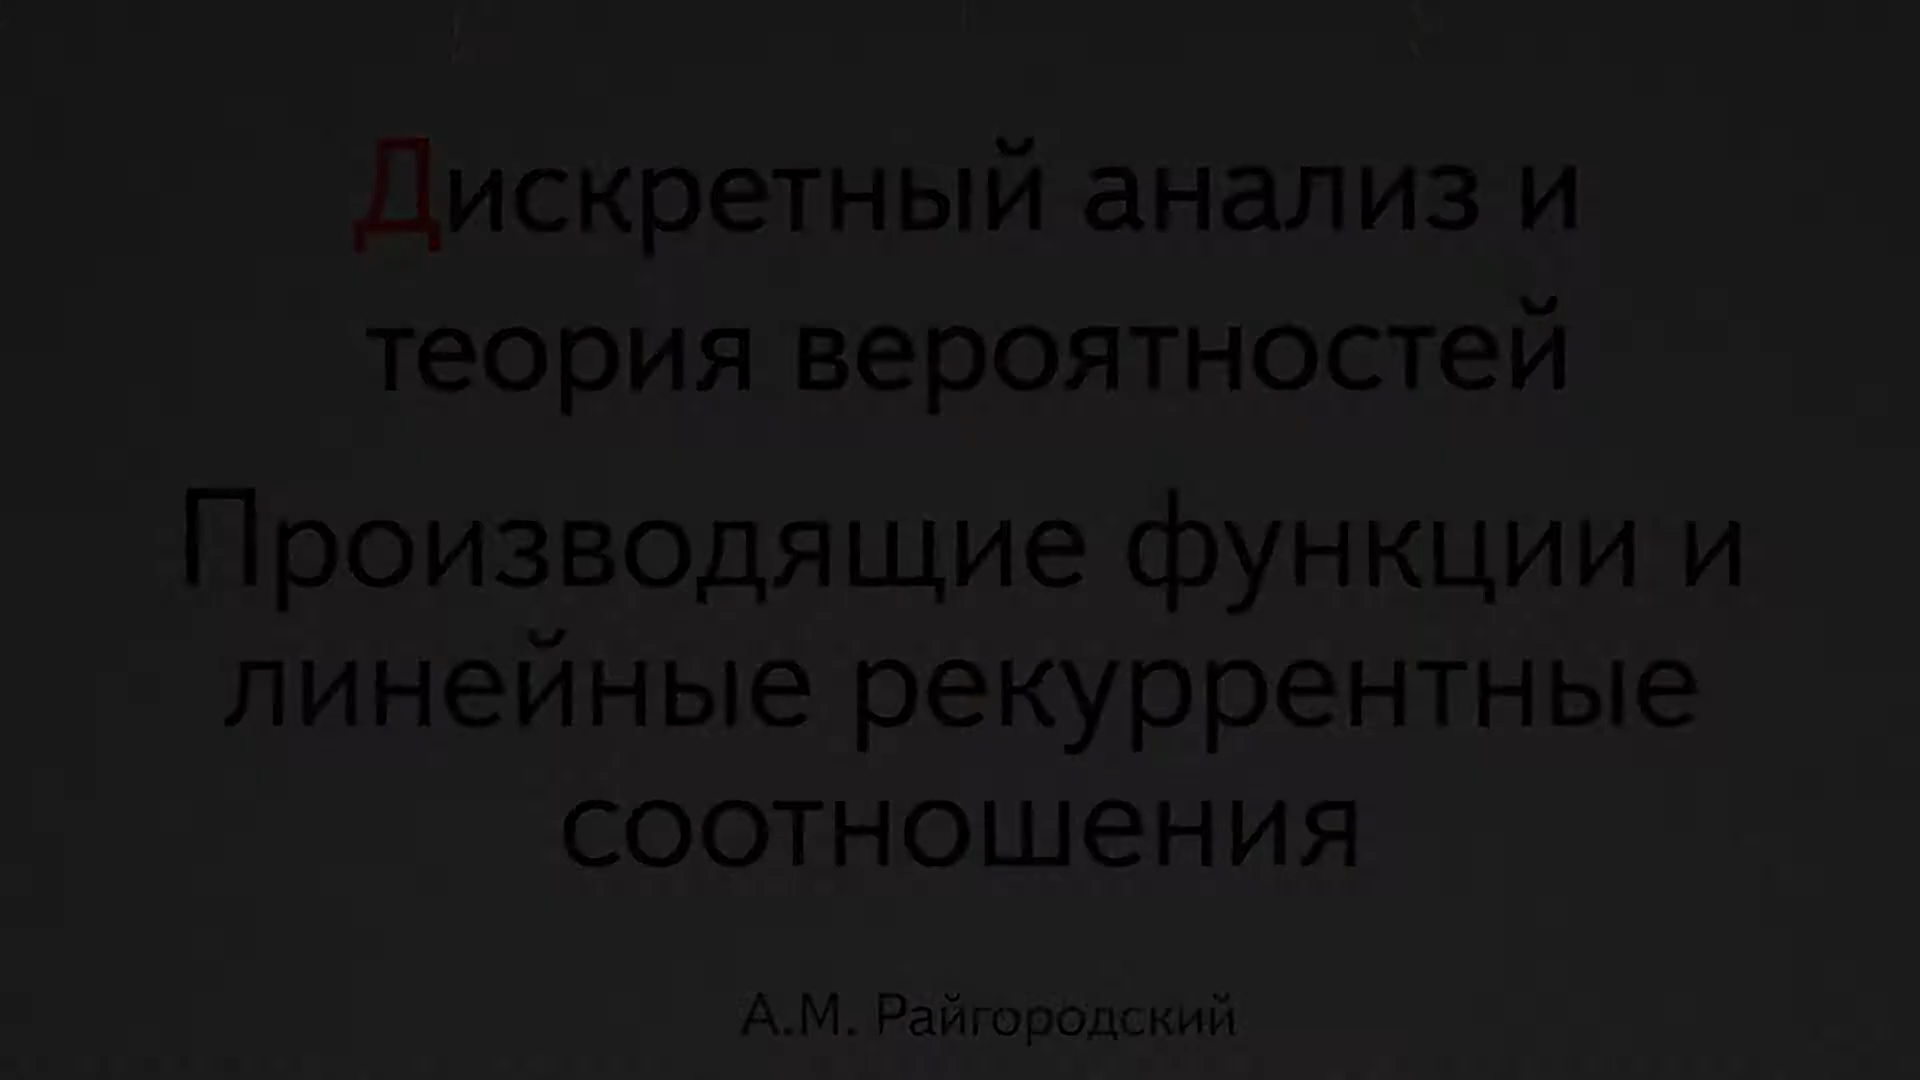 Дискретный анализ и
теория вероятностей
Производящие функции и
линейные рекуррентные
соотношения
А.М. Райгородский